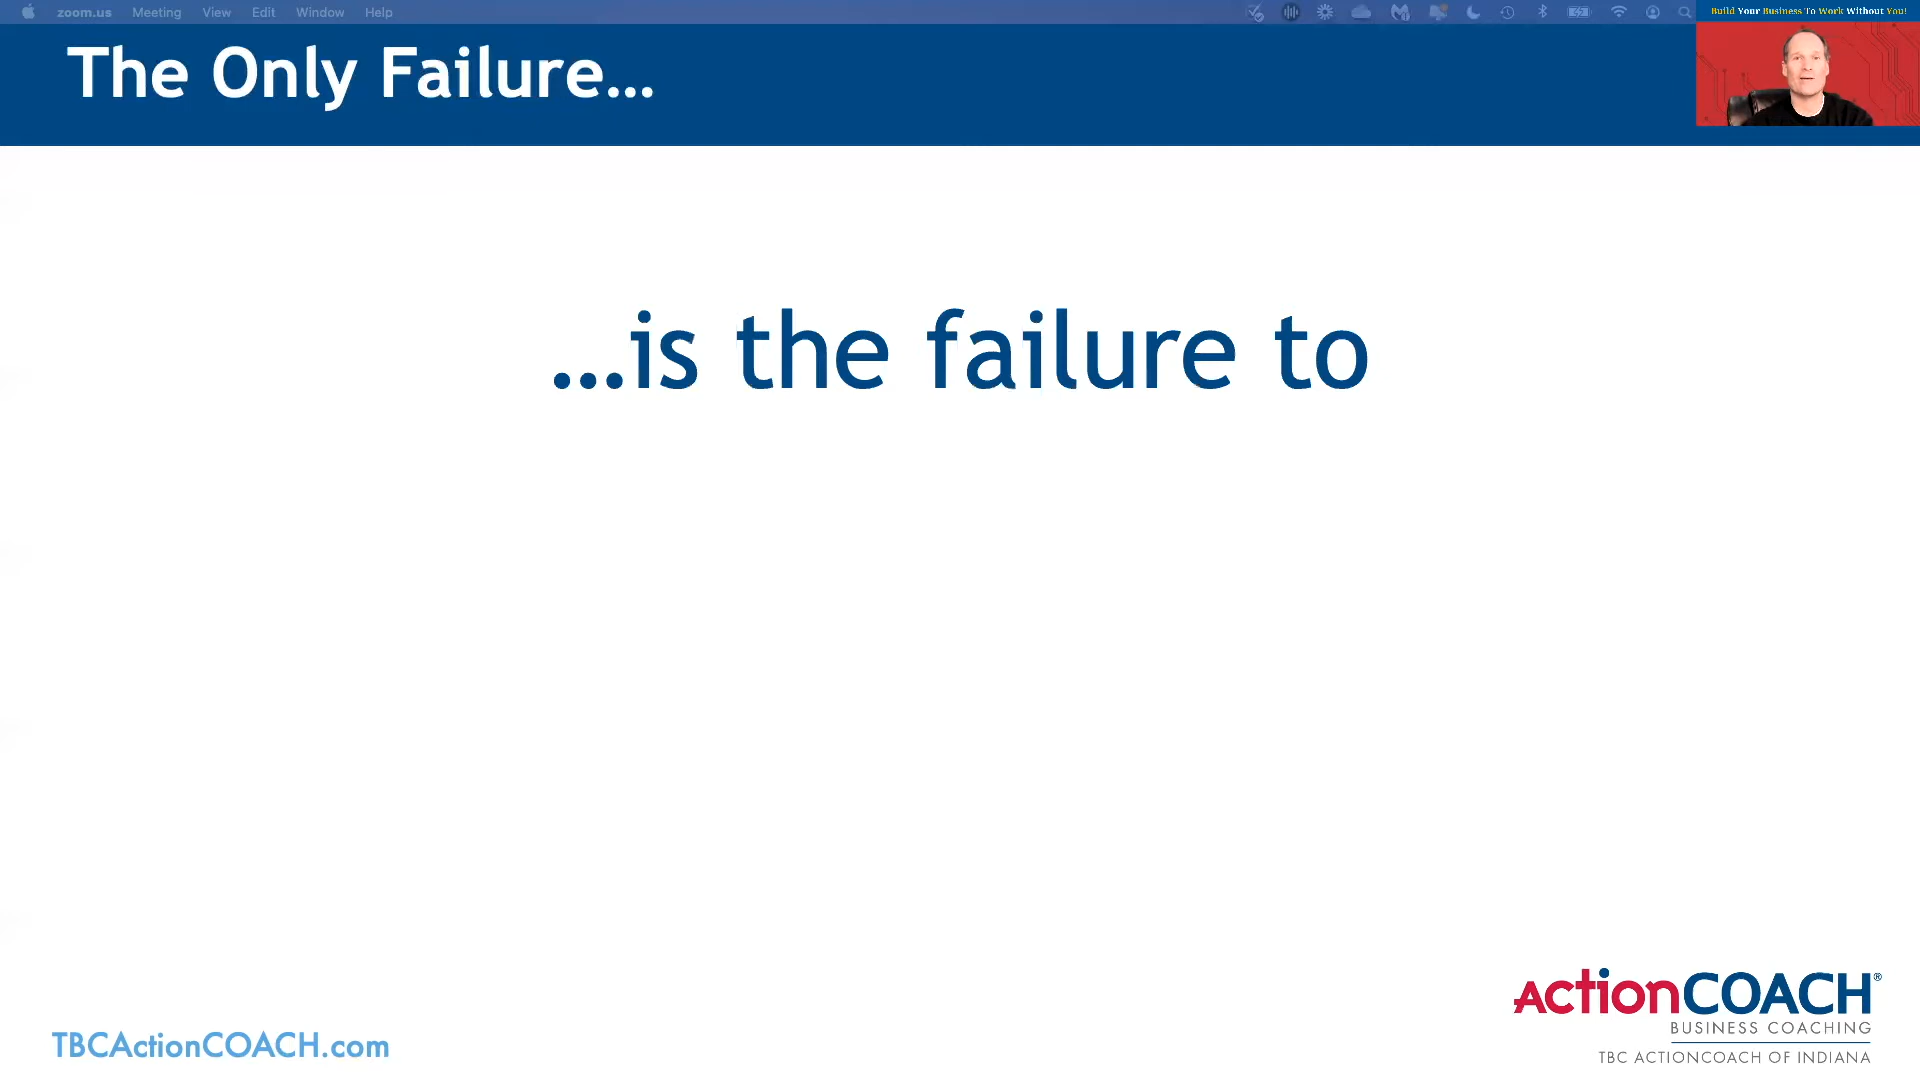 zoom.us Meeting View Edit Window Help
Build Your Business To Work Without You!
The Only Failure...
...is the failure to
ActionCOACH®
BUSINESS COACHING
TBC ACTIONCOACH OF INDIANA
TBCActionCOACH.com